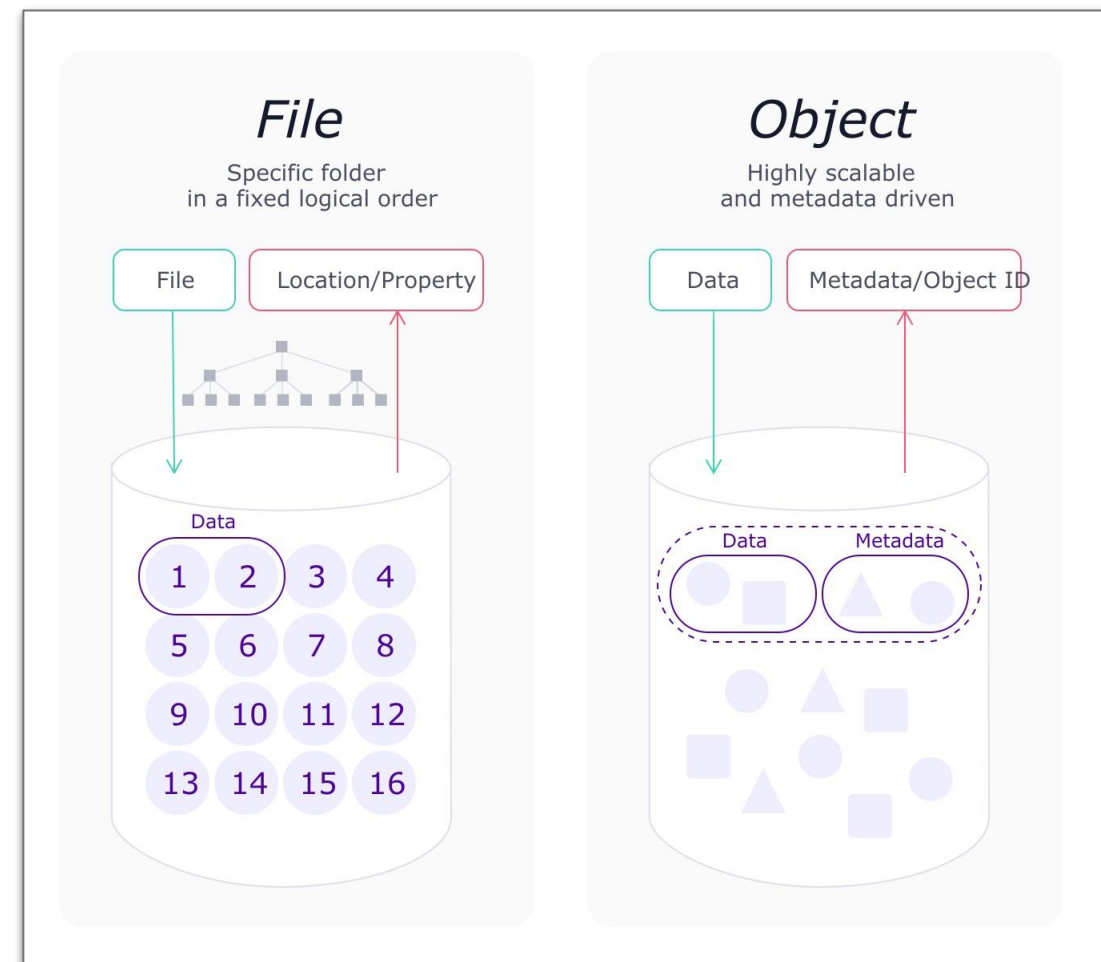 File
Specific folder
in a fixed logical order
File
Location/Property
Data
1 2 3 4
5 6 7 8
9 10 11 12
13 14 15 16
Object
Highly scalable
and metadata driven
Data
Metadata/Object ID
Data
Metadata